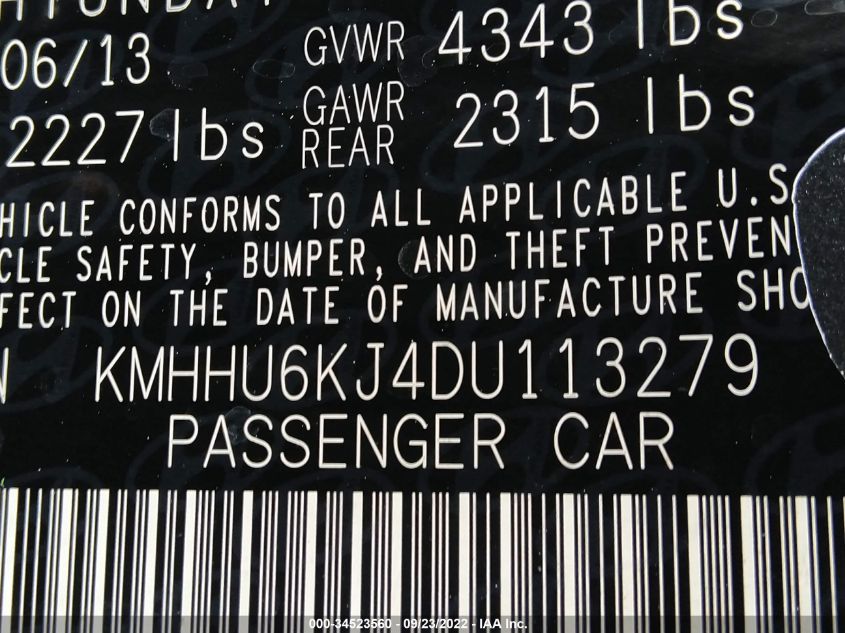 HYUNDAI
06/13 GVWR 4343 lbs
2227 lbs GAWR REAR 2315 lbs
HICLE CONFORMS TO ALL APPLICABLE U.S
CLE SAFETY, BUMPER, AND THEFT PREVEN
FECT ON THE DATE OF MANUFACTURE SHO
N KMHHU6KJ4DU113279
PASSENGER CAR
000-34523560 - 09/23/2022 - IAA Inc.